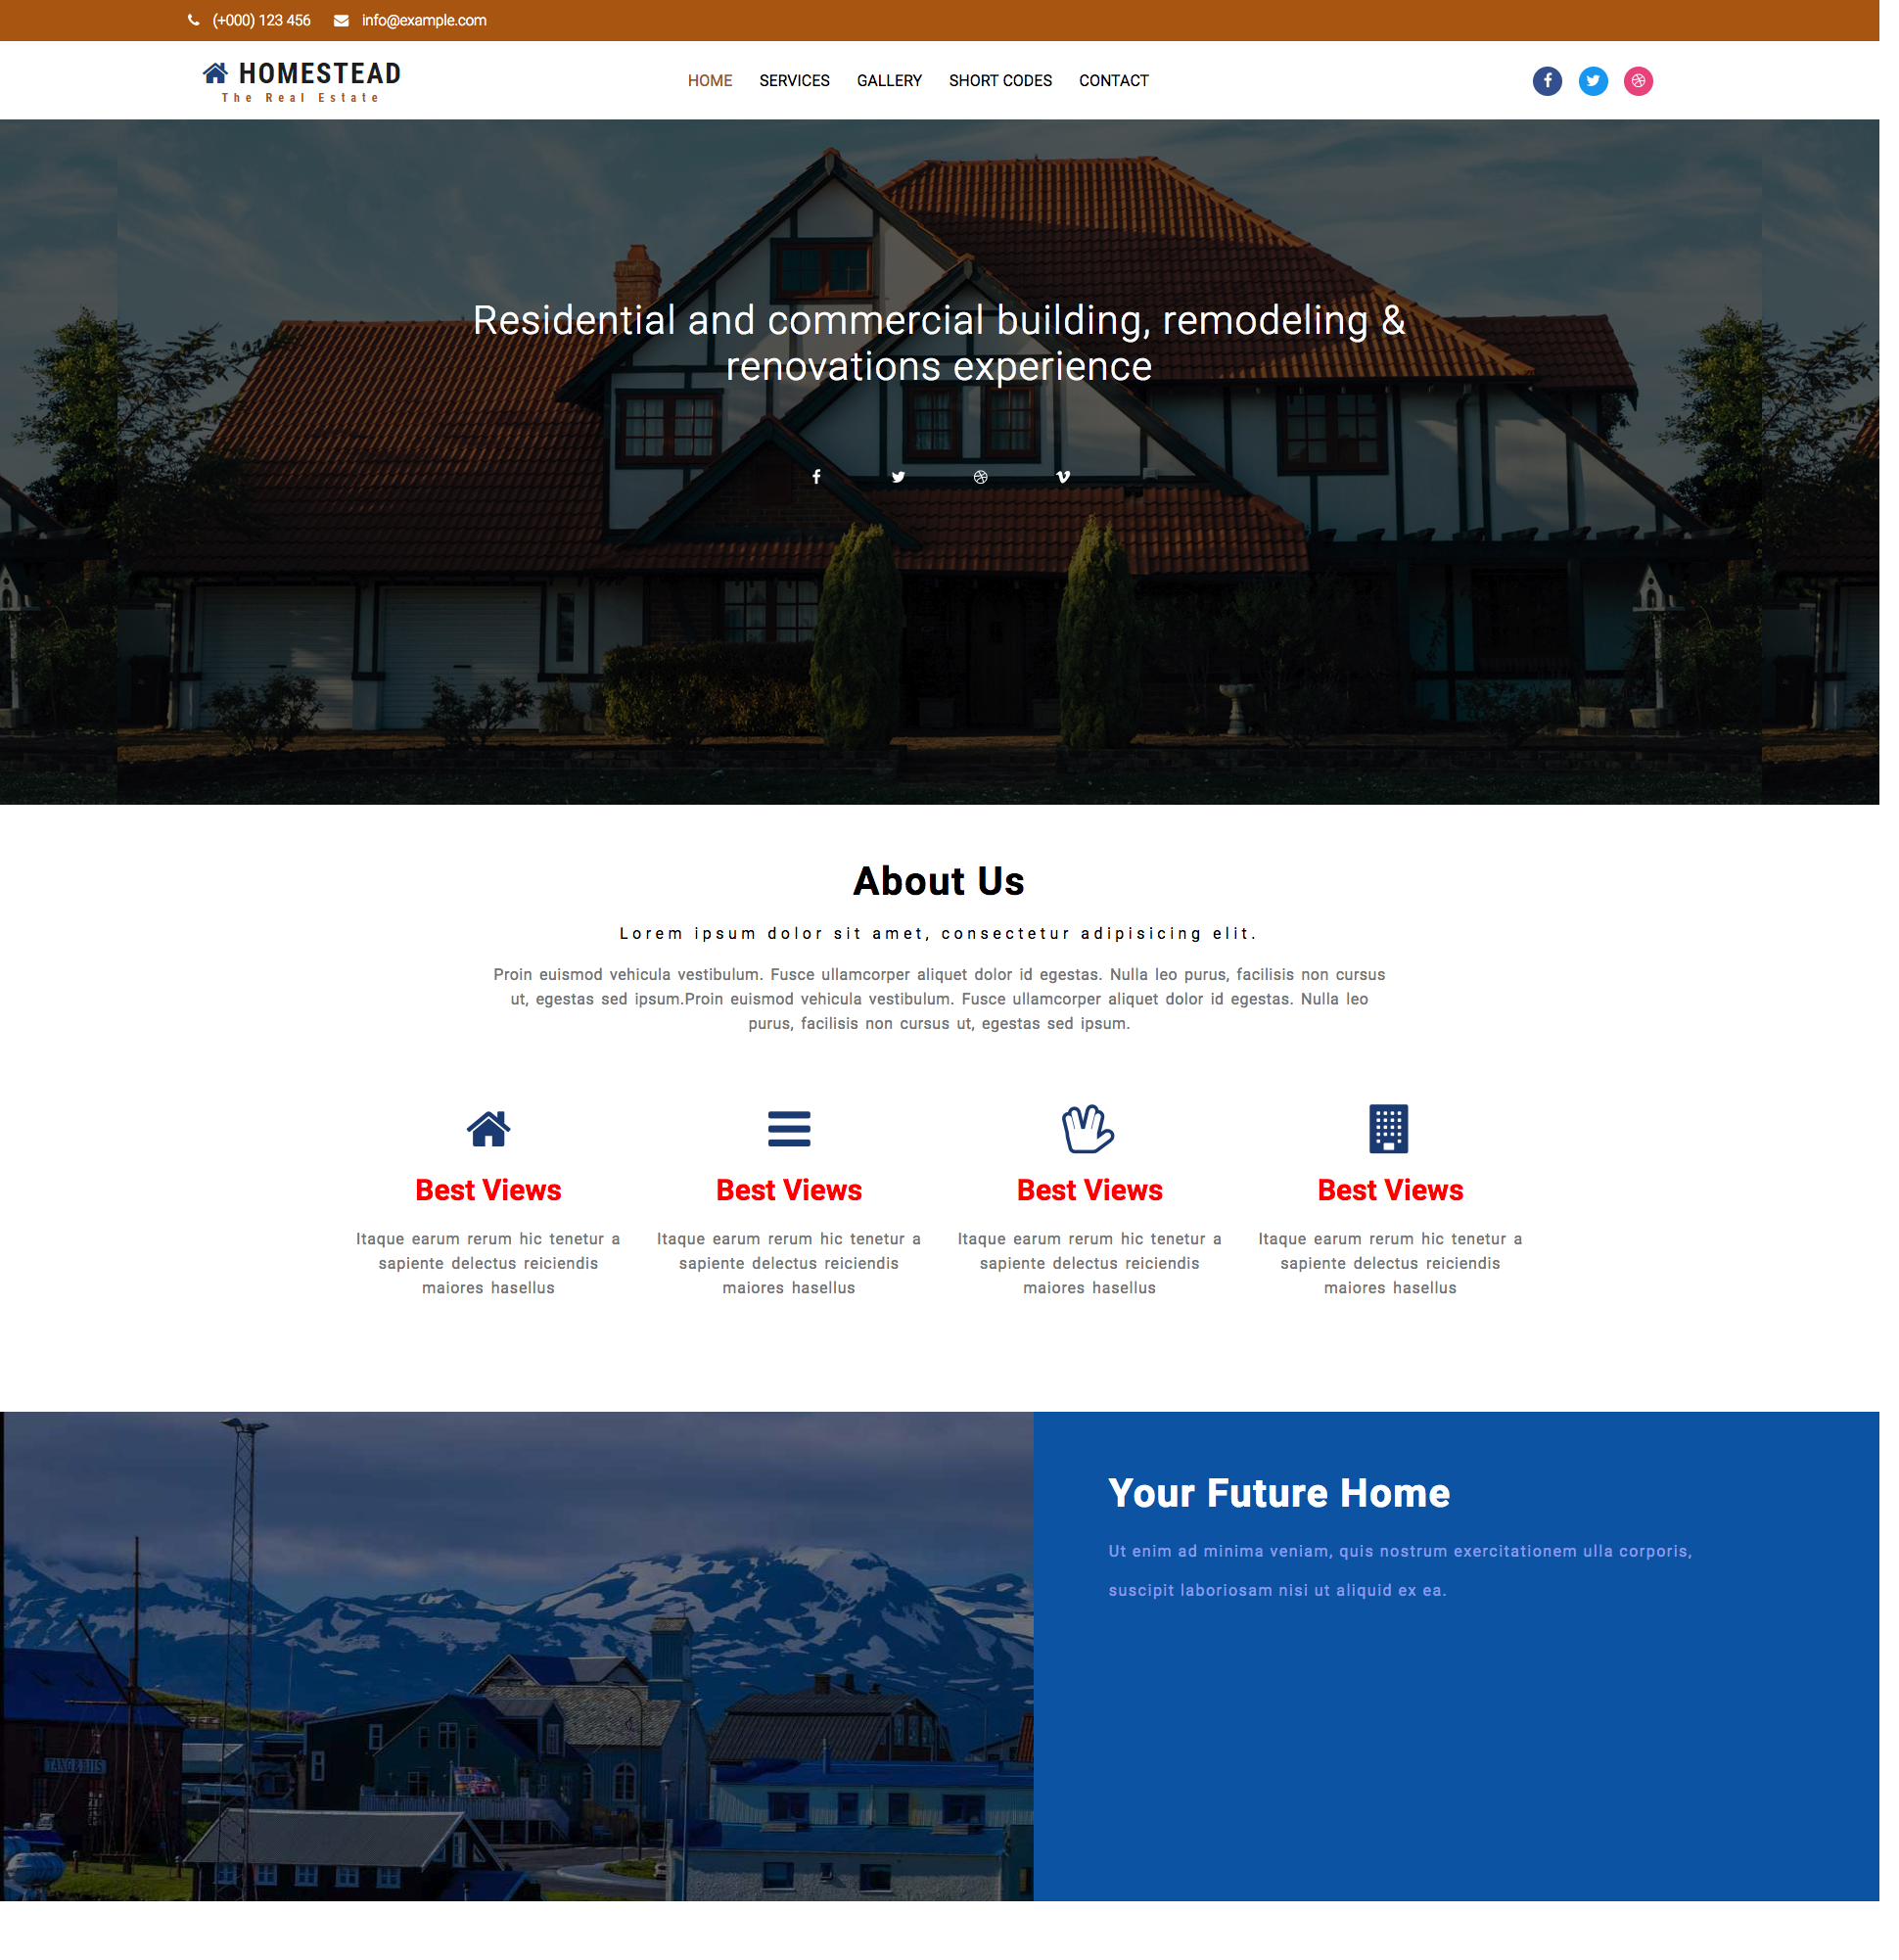 (+000) 123 456 info@example.com
HOMESTEAD
The Real Estate
HOME SERVICES GALLERY SHORT CODES CONTACT
Residential and commercial building, remodeling &
renovations experience
About Us
Lorem ipsum dolor sit amet, consectetur adipisicing elit.
Proin euismod vehicula vestibulum. Fusce ullamcorper aliquet dolor id egestas. Nulla leo purus, facilisis non cursus
ut, egestas sed ipsum.Proin euismod vehicula vestibulum. Fusce ullamcorper aliquet dolor id egestas. Nulla leo
purus, facilisis non cursus ut, egestas sed ipsum.
Best Views
Itaque earum rerum hic tenetur a
sapiente delectus reiciendis
maiores hasellus
Best Views
Itaque earum rerum hic tenetur a
sapiente delectus reiciendis
maiores hasellus
Best Views
Itaque earum rerum hic tenetur a
sapiente delectus reiciendis
maiores hasellus
Best Views
Itaque earum rerum hic tenetur a
sapiente delectus reiciendis
maiores hasellus
Your Future Home
Ut enim ad minima veniam, quis nostrum exercitationem ulla corporis,
suscipit laboriosam nisi ut aliquid ex ea.